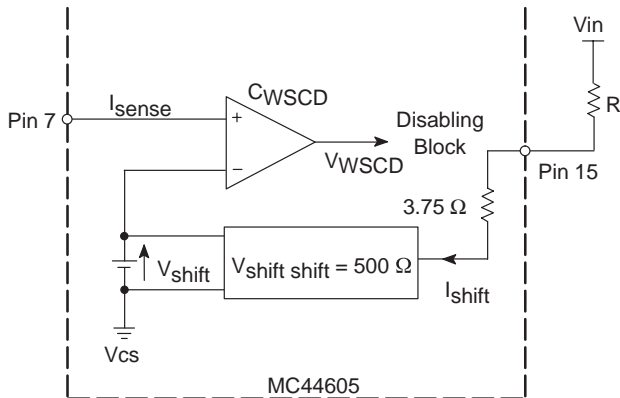 Vin
R
Pin 7
Isense
CWSCD
+
−
VWSCD
Disabling
Block
Pin 15
3.75 Ω
Vshift
Vshift shift = 500 Ω
Ishift
Vcs
MC44605